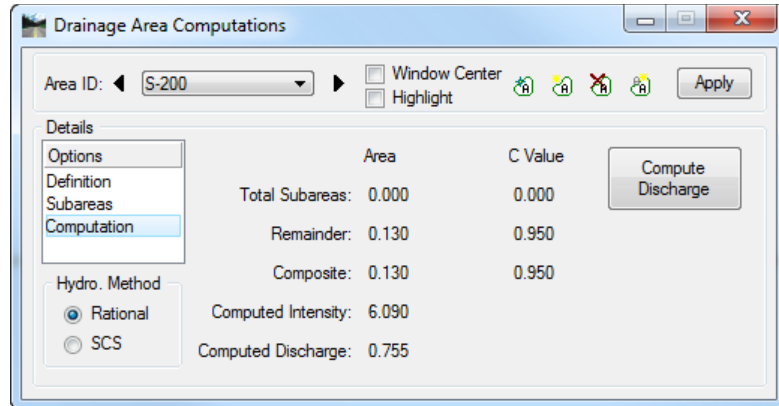 Drainage Area Computations
Area ID: S-200 Window Center Apply
Highlight
Details
Options Area C Value Compute Discharge
Definition
Subareas Total Subareas: 0.000 0.000
Computation Remainder: 0.130 0.950
Composite: 0.130 0.950
Hydro. Method
Rational Computed Intensity: 6.090
SCS Computed Discharge: 0.755